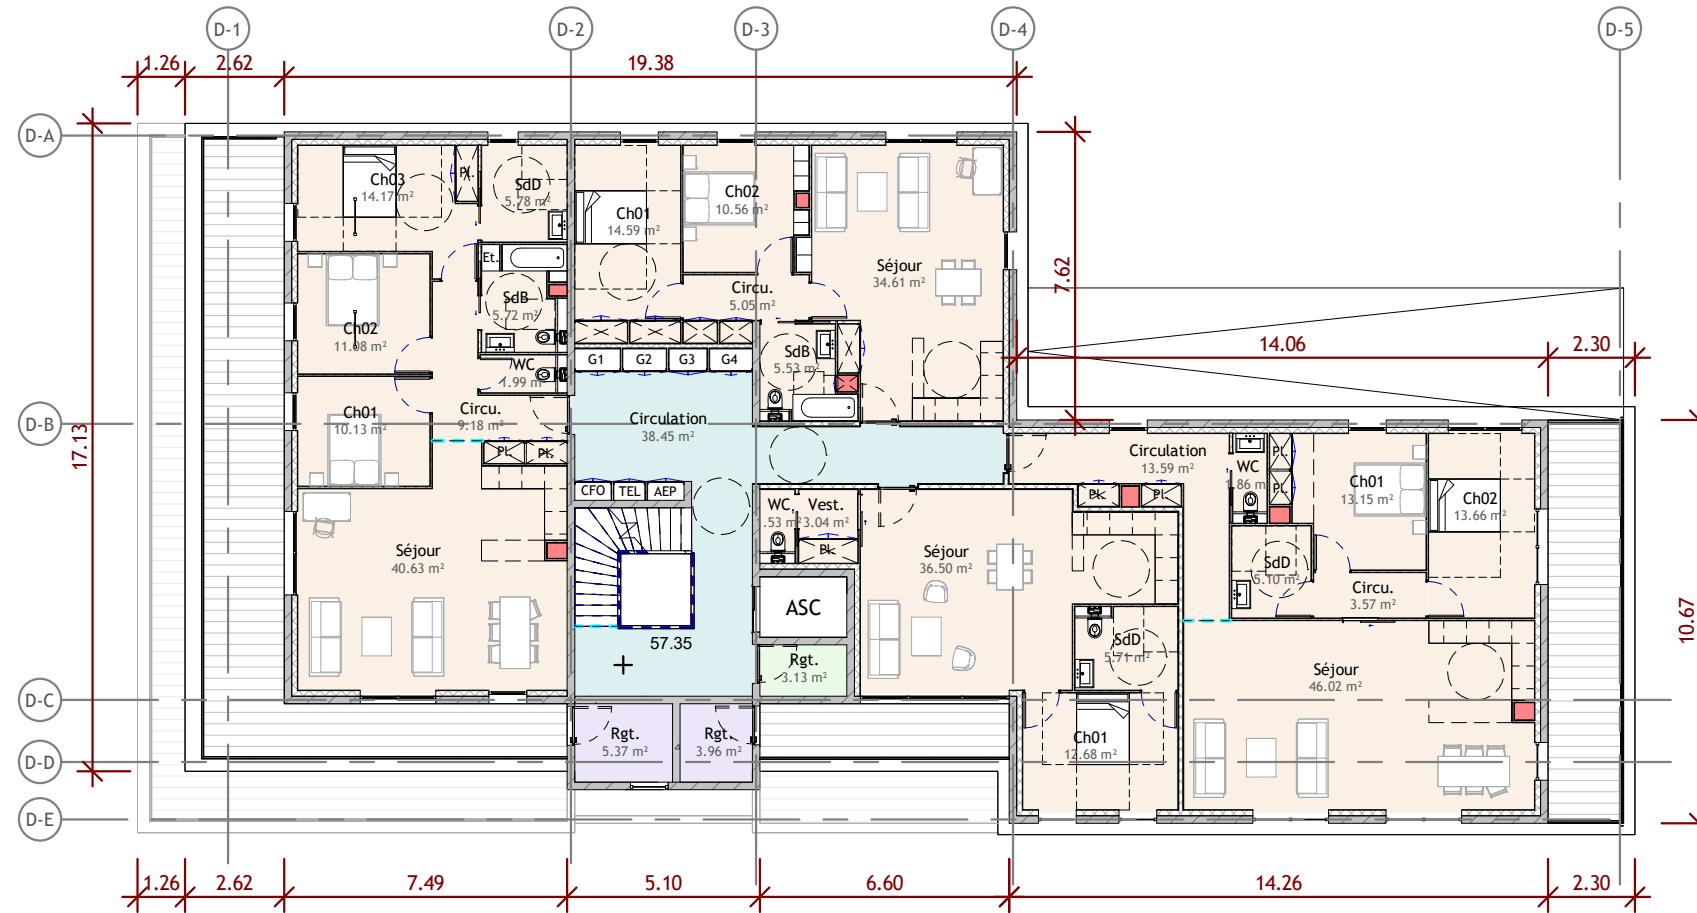 D-1
D-2
D-3
D-4
D-5
1.26
2.62
19.38
D-A
D-B
D-C
D-D
D-E
17.13
7.62
14.06
2.30
10.67
Ch03
14.17 m²
Pl.
SdD
5.78 m²
Et.
SdB
5.72 m²
Ch02
11.08 m²
WC
1.99 m²
Ch01
10.13 m²
Circu.
9.18 m²
Pl.
Pl.
Séjour
40.63 m²
Ch01
14.59 m²
Ch02
10.56 m²
Circu.
5.05 m²
Séjour
34.61 m²
SdB
5.53 m²
G1
G2
G3
G4
Circulation
38.45 m²
CFO
TEL
AEP
57.35
WC
.53 m²
Vest.
3.04 m²
Pl.
ASC
Rgt.
3.13 m²
Rgt.
5.37 m²
Rgt.
3.96 m²
Séjour
36.50 m²
SdD
5.71 m²
Ch01
12.68 m²
Circulation
13.59 m²
Pl.
Pl.
WC
1.86 m²
Pl.
Pl.
Ch01
13.15 m²
Ch02
13.66 m²
SdD
5.10 m²
Circu.
3.57 m²
Séjour
46.02 m²
1.26
2.62
7.49
5.10
6.60
14.26
2.30